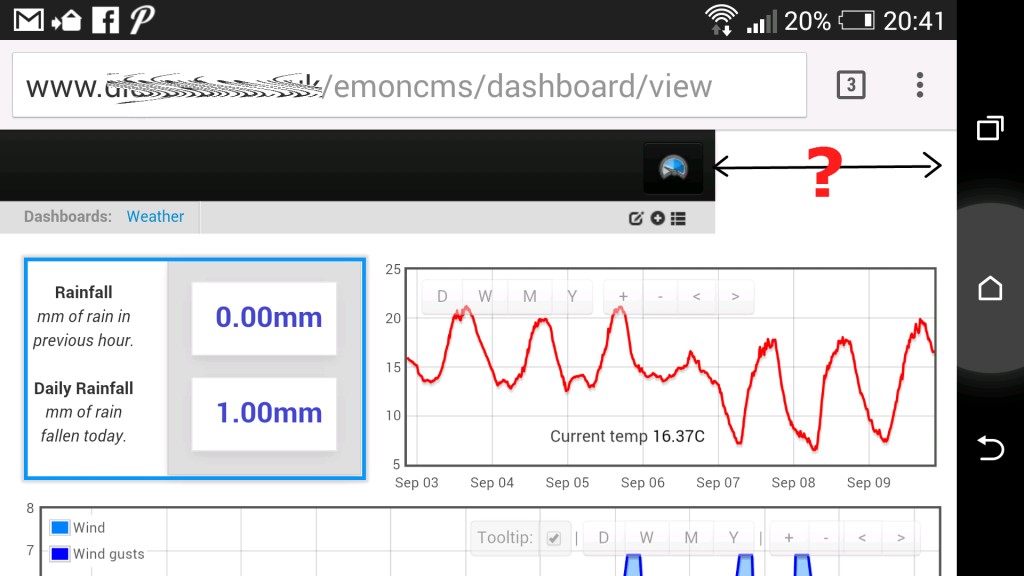 20% 20:41
www. /emoncms/dashboard/view 3
?
Dashboards: Weather
Rainfall
mm of rain in
previous hour.
0.00mm
Daily Rainfall
mm of rain
fallen today.
1.00mm
D W M Y + - < >
25
20
15
10
5
Current temp 16.37C
Sep 03 Sep 04 Sep 05 Sep 06 Sep 07 Sep 08 Sep 09
8
7
Wind
Wind gusts
Tooltip: | D W M Y | + - < >